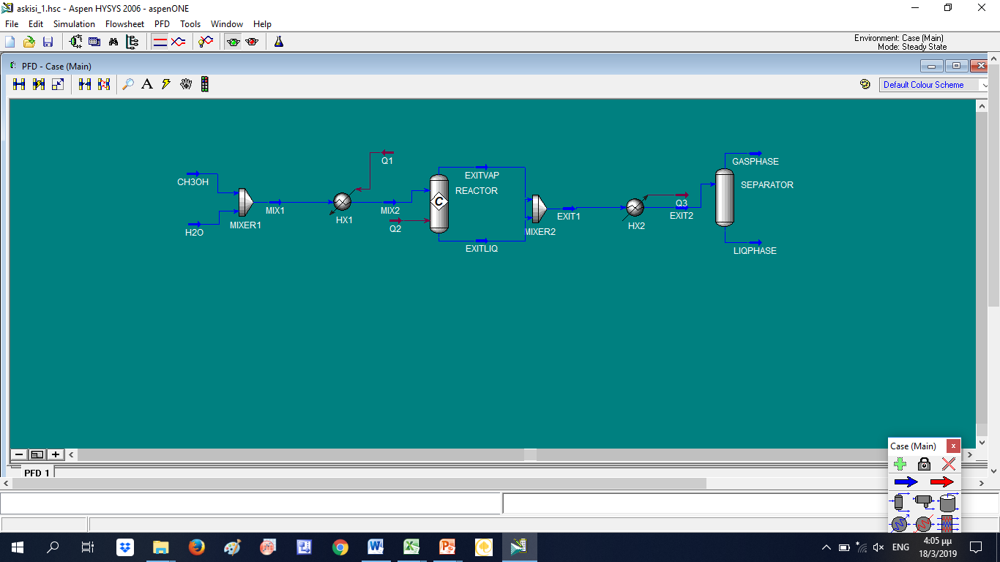 askisi_1.hsc - Aspen HYSYS 2006 - aspenONE
File Edit Simulation Flowsheet PFD Tools Window Help
Environment: Case (Main)
Mode: Steady State
PFD - Case (Main)
A
Default Colour Scheme
Q1
GASPHASE
CH3OH
EXITVAP
SEPARATOR
REACTOR
C
Q3
MIX1
HX1
MIX2
EXIT1
EXIT2
H2O
MIXER1
Q2
MIXER2
HX2
EXITLIQ
LIQPHASE
Case (Main)
PFD 1
ENG
4:05 μμ
18/3/2019